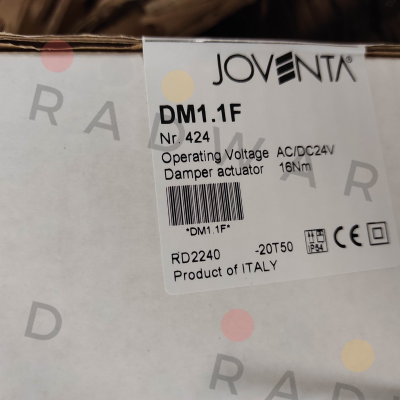 JOVENTA®
DM1.1F
Nr. 424
Operating Voltage AC/DC24V
Damper actuator 16Nm
*DM1.1F*
RD2240 -20T50 IP54 CE
Product of ITALY
RADWAR
D RADWAR